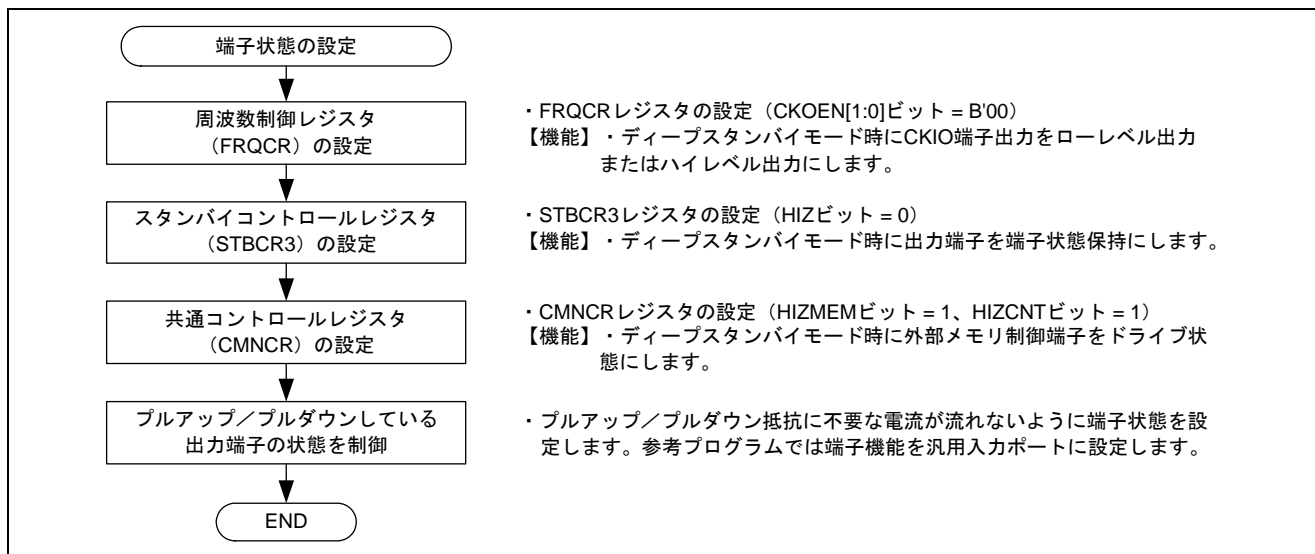 端子状態の設定
周波数制御レジスタ
（FRQCR）の設定
・FRQCRレジスタの設定（CKOEN[1:0]ビット = B'00）
【機能】・ディープスタンバイモード時にCKIO端子出力をローレベル出力
またはハイレベル出力にします。
スタンバイコントロールレジスタ
（STBCR3）の設定
・STBCR3レジスタの設定（HIZビット = 0）
【機能】・ディープスタンバイモード時に出力端子を端子状態保持にします。
共通コントロールレジスタ
（CMNCR）の設定
・CMNCRレジスタの設定（HIZMEMビット = 1、HIZCNTビット = 1）
【機能】・ディープスタンバイモード時に外部メモリ制御端子をドライブ状
態にします。
プルアップ／プルダウンしている
出力端子の状態を制御
・プルアップ／プルダウン抵抗に不要な電流が流れないように端子状態を設
定します。参考プログラムでは端子機能を汎用入力ポートに設定します。
END